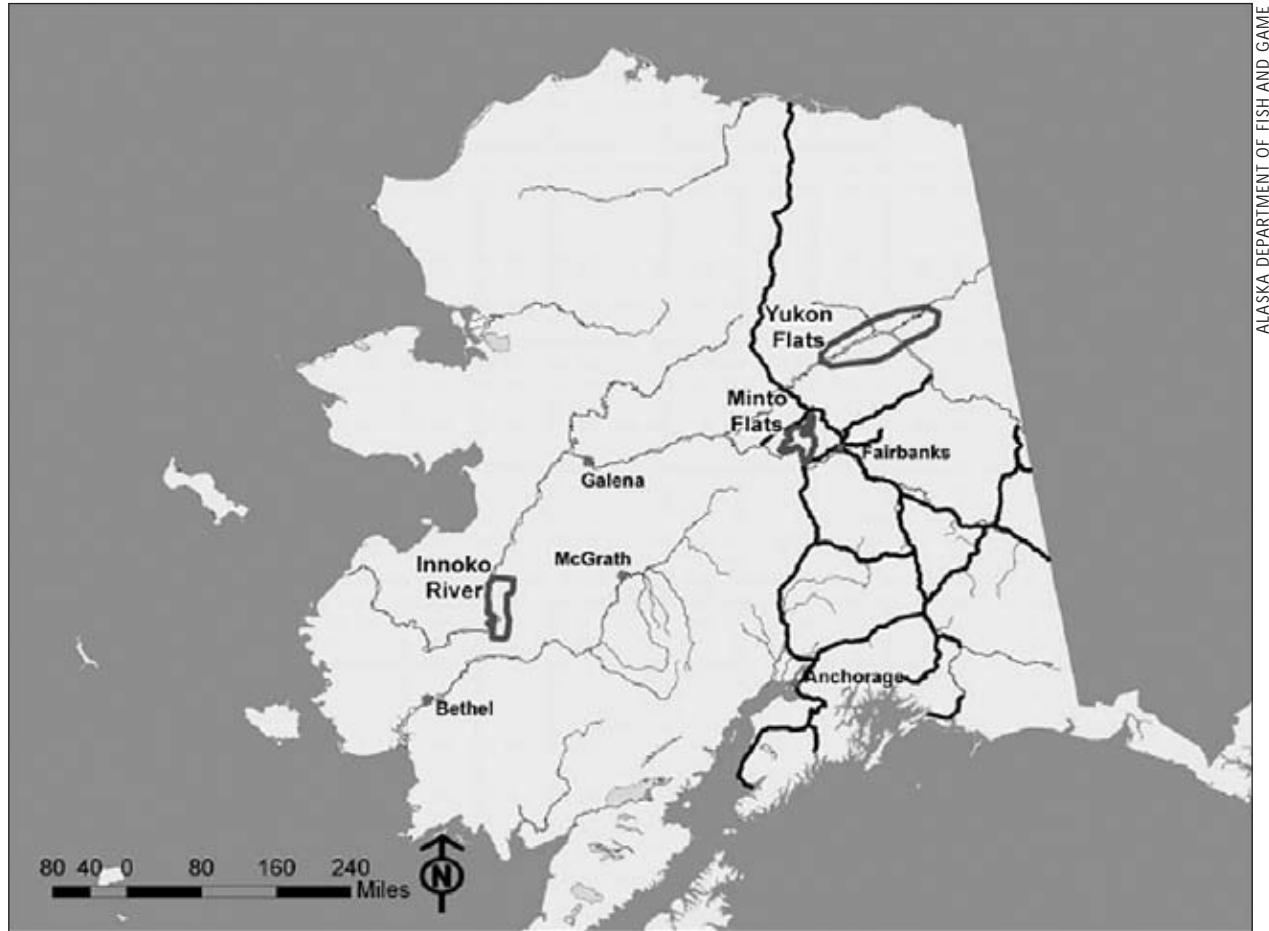 ALASKA DEPARTMENT OF FISH AND GAME
Yukon
Flats
Minto
Flats
Fairbanks
Galena
Innoko
River
McGrath
Anchorage
Bethel
80 40 0 80 160 240
Miles
N